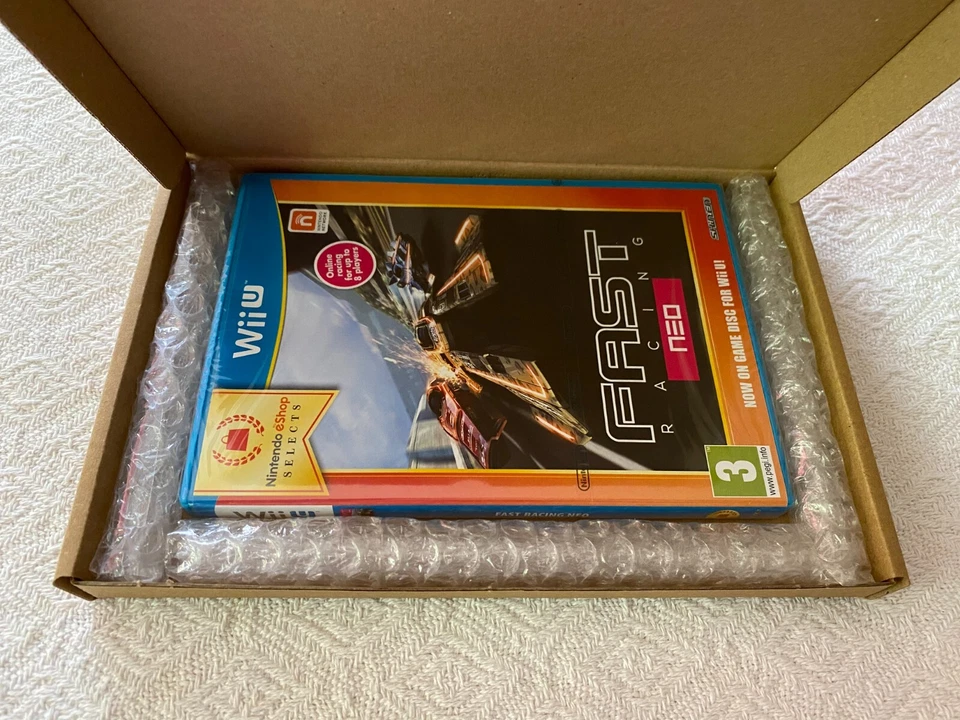 Wii U
Nintendo eShop
SELECTS
Online
racing
for up to
8 players
FAST
RACING
NEO
SHIN'EN
NOW ON GAME DISC FOR Wii U!
3
www.pegi.info
Nintendo
Wii U
FAST RACING NEO